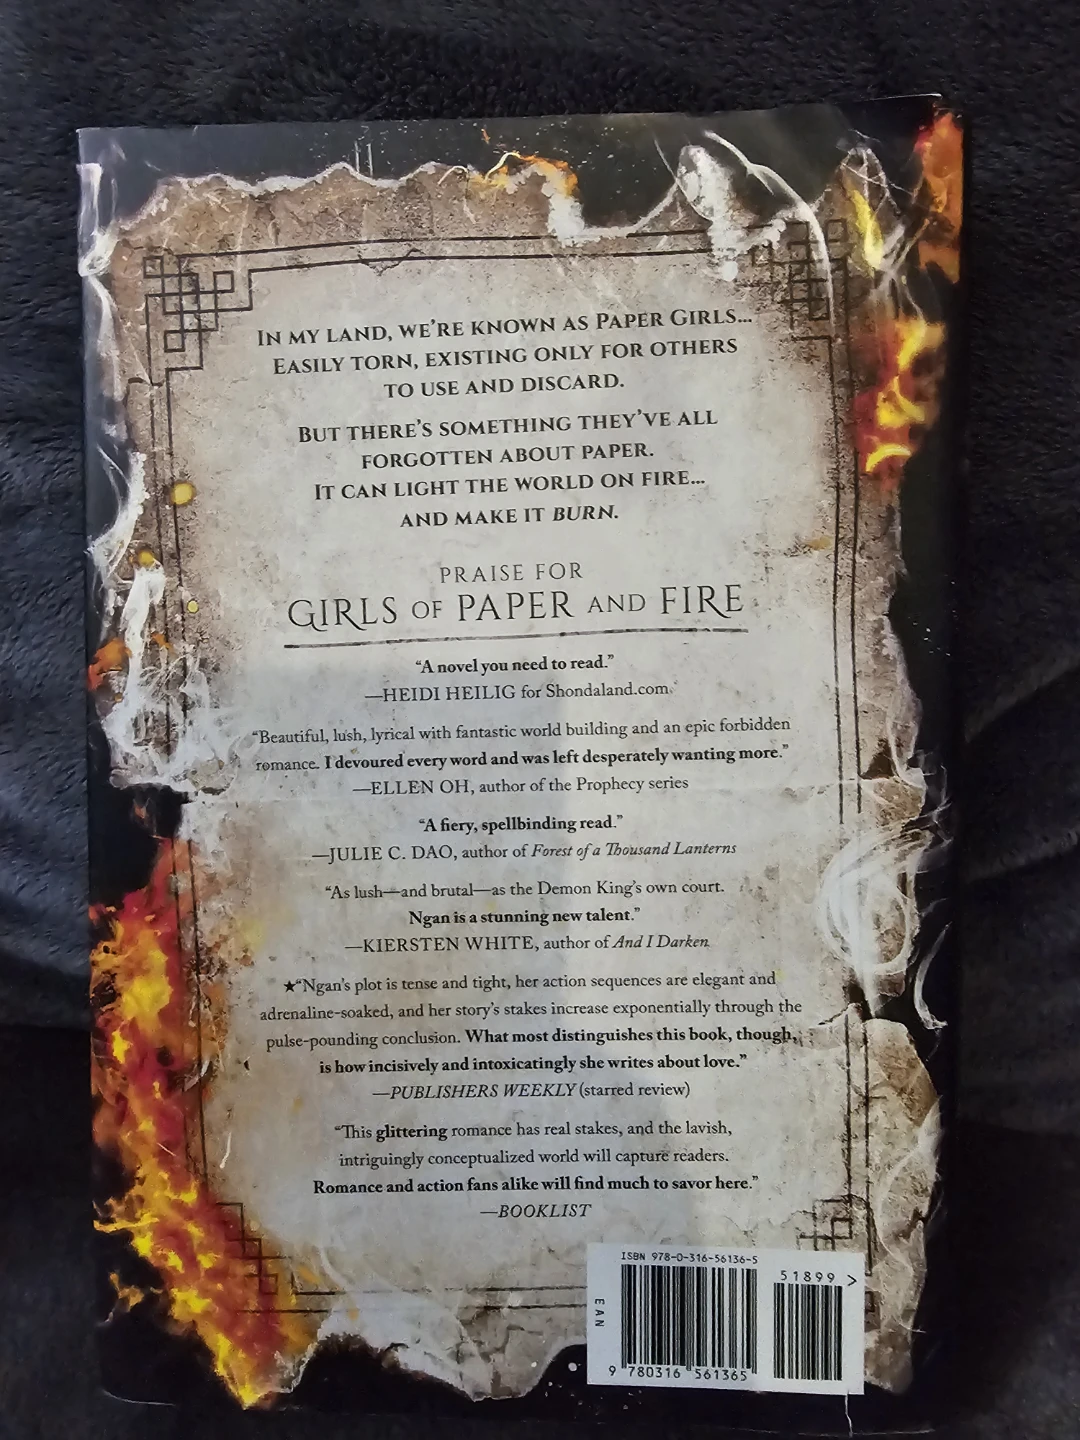 IN MY LAND, WE'RE KNOWN AS PAPER GIRLS...
EASILY TORN, EXISTING ONLY FOR OTHERS
TO USE AND DISCARD.
BUT THERE'S SOMETHING THEY'VE ALL
FORGOTTEN ABOUT PAPER.
IT CAN LIGHT THE WORLD ON FIRE...
AND MAKE IT BURN.
PRAISE FOR
GIRLS OF PAPER AND FIRE
“A novel you need to read.”
—HEIDI HEILIG for Shondaland.com
“Beautiful, lush, lyrical with fantastic world building and an epic forbidden
romance. I devoured every word and was left desperately wanting more.”
—ELLEN OH, author of the Prophecy series
“A fiery, spellbinding read.”
—JULIE C. DAO, author of Forest of a Thousand Lanterns
“As lush—and brutal—as the Demon King's own court.
Ngan is a stunning new talent.”
—KIERSTEN WHITE, author of And I Darken
★“Ngan's plot is tense and tight, her action sequences are elegant and
adrenaline-soaked, and her story's stakes increase exponentially through the
pulse-pounding conclusion. What most distinguishes this book, though,
is how incisively and intoxicatingly she writes about love.”
—PUBLISHERS WEEKLY (starred review)
“This glittering romance has real stakes, and the lavish,
intriguingly conceptualized world will capture readers.
Romance and action fans alike will find much to savor here.”
—BOOKLIST
ISBN 978-0-316-56136-5
51899 >
EAN
9 780316 561365